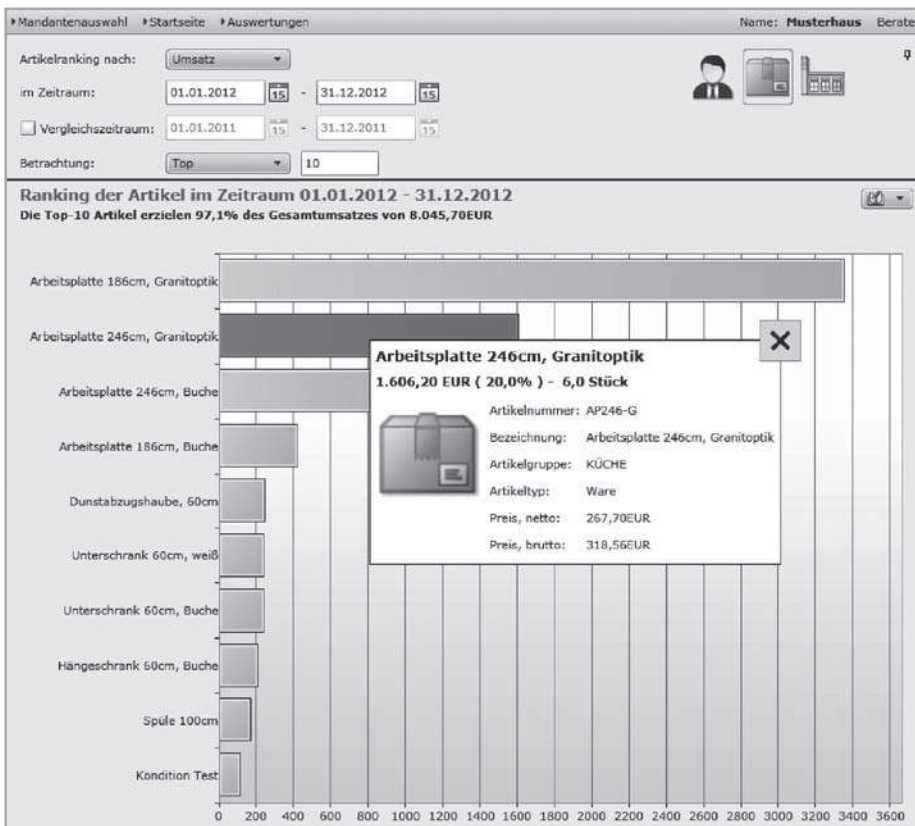 Mandantenauswahl Startseite Auswertungen Name: Musterhaus Berate
Artikelranking nach: Umsatz
im Zeitraum: 01.01.2012 15 - 31.12.2012 15
Vergleichszeitraum: 01.01.2011 15 - 31.12.2011 15
Betrachtung: Top 10
Ranking der Artikel im Zeitraum 01.01.2012 - 31.12.2012
Die Top-10 Artikel erzielen 97,1% des Gesamtumsatzes von 8.045,70EUR
Arbeitsplatte 186cm, Granitoptik
Arbeitsplatte 246cm, Granitoptik
Arbeitsplatte 246cm, Buche
Arbeitsplatte 186cm, Buche
Dunstabzugshaube, 60cm
Unterschrank 60cm, weiß
Unterschrank 60cm, Buche
Hängeschrank 60cm, Buche
Spüle 100cm
Kondition Test
Arbeitsplatte 246cm, Granitoptik
1.606,20 EUR ( 20,0% ) - 6,0 Stück
Artikelnummer: AP246-G
Bezeichnung: Arbeitsplatte 246cm, Granitoptik
Artikelgruppe: KÜCHE
Artikeltyp: Ware
Preis, netto: 267,70EUR
Preis, brutto: 318,56EUR
0 200 400 600 800 1000 1200 1400 1600 1800 2000 2200 2400 2600 2800 3000 3200 3400 3600